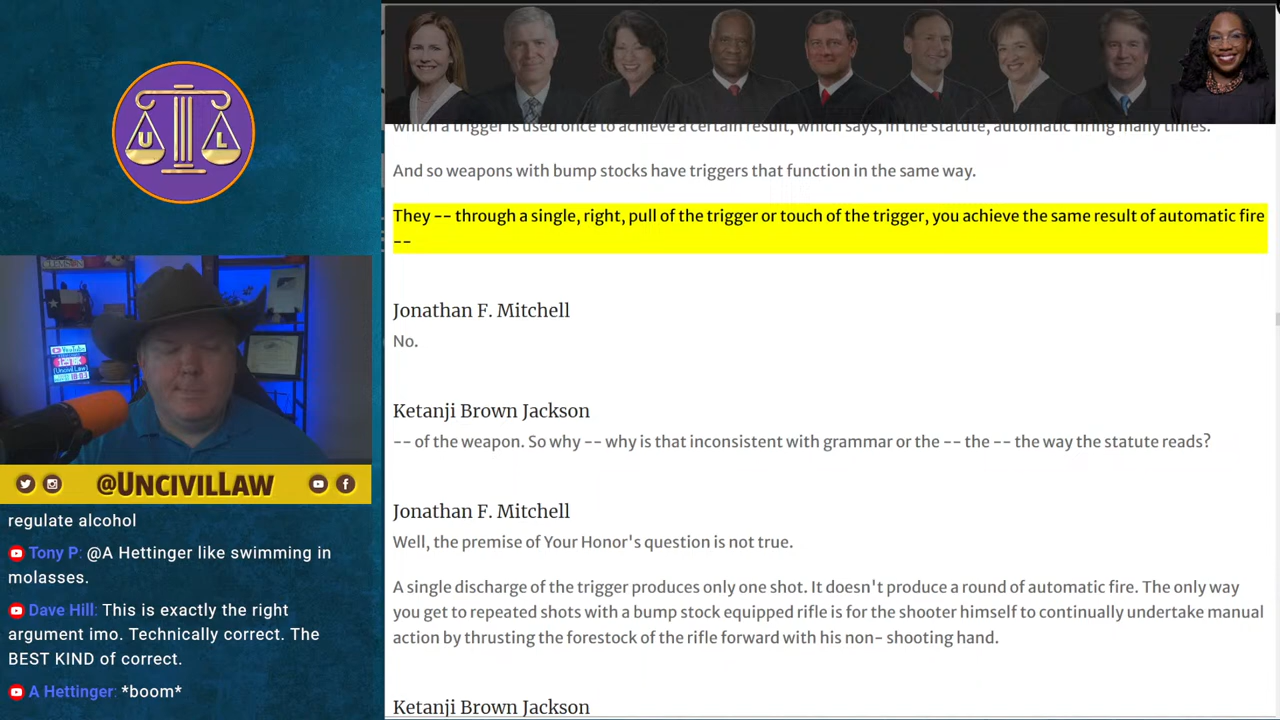 U L
YouTube
@UNCIVILLAW
regulate alcohol
Tony P: @A Hettinger like swimming in
molasses.
Dave Hill: This is exactly the right
argument imo. Technically correct. The
BEST KIND of correct.
A Hettinger: *boom*
which a trigger is used once to achieve a certain result, which says, in the statute, automatic firing many times.
And so weapons with bump stocks have triggers that function in the same way.
They -- through a single, right, pull of the trigger or touch of the trigger, you achieve the same result of automatic fire
--
Jonathan F. Mitchell
No.
Ketanji Brown Jackson
-- of the weapon. So why -- why is that inconsistent with grammar or the -- the -- the way the statute reads?
Jonathan F. Mitchell
Well, the premise of Your Honor's question is not true.
A single discharge of the trigger produces only one shot. It doesn't produce a round of automatic fire. The only way
you get to repeated shots with a bump stock equipped rifle is for the shooter himself to continually undertake manual
action by thrusting the forestock of the rifle forward with his non- shooting hand.
Ketanji Brown Jackson